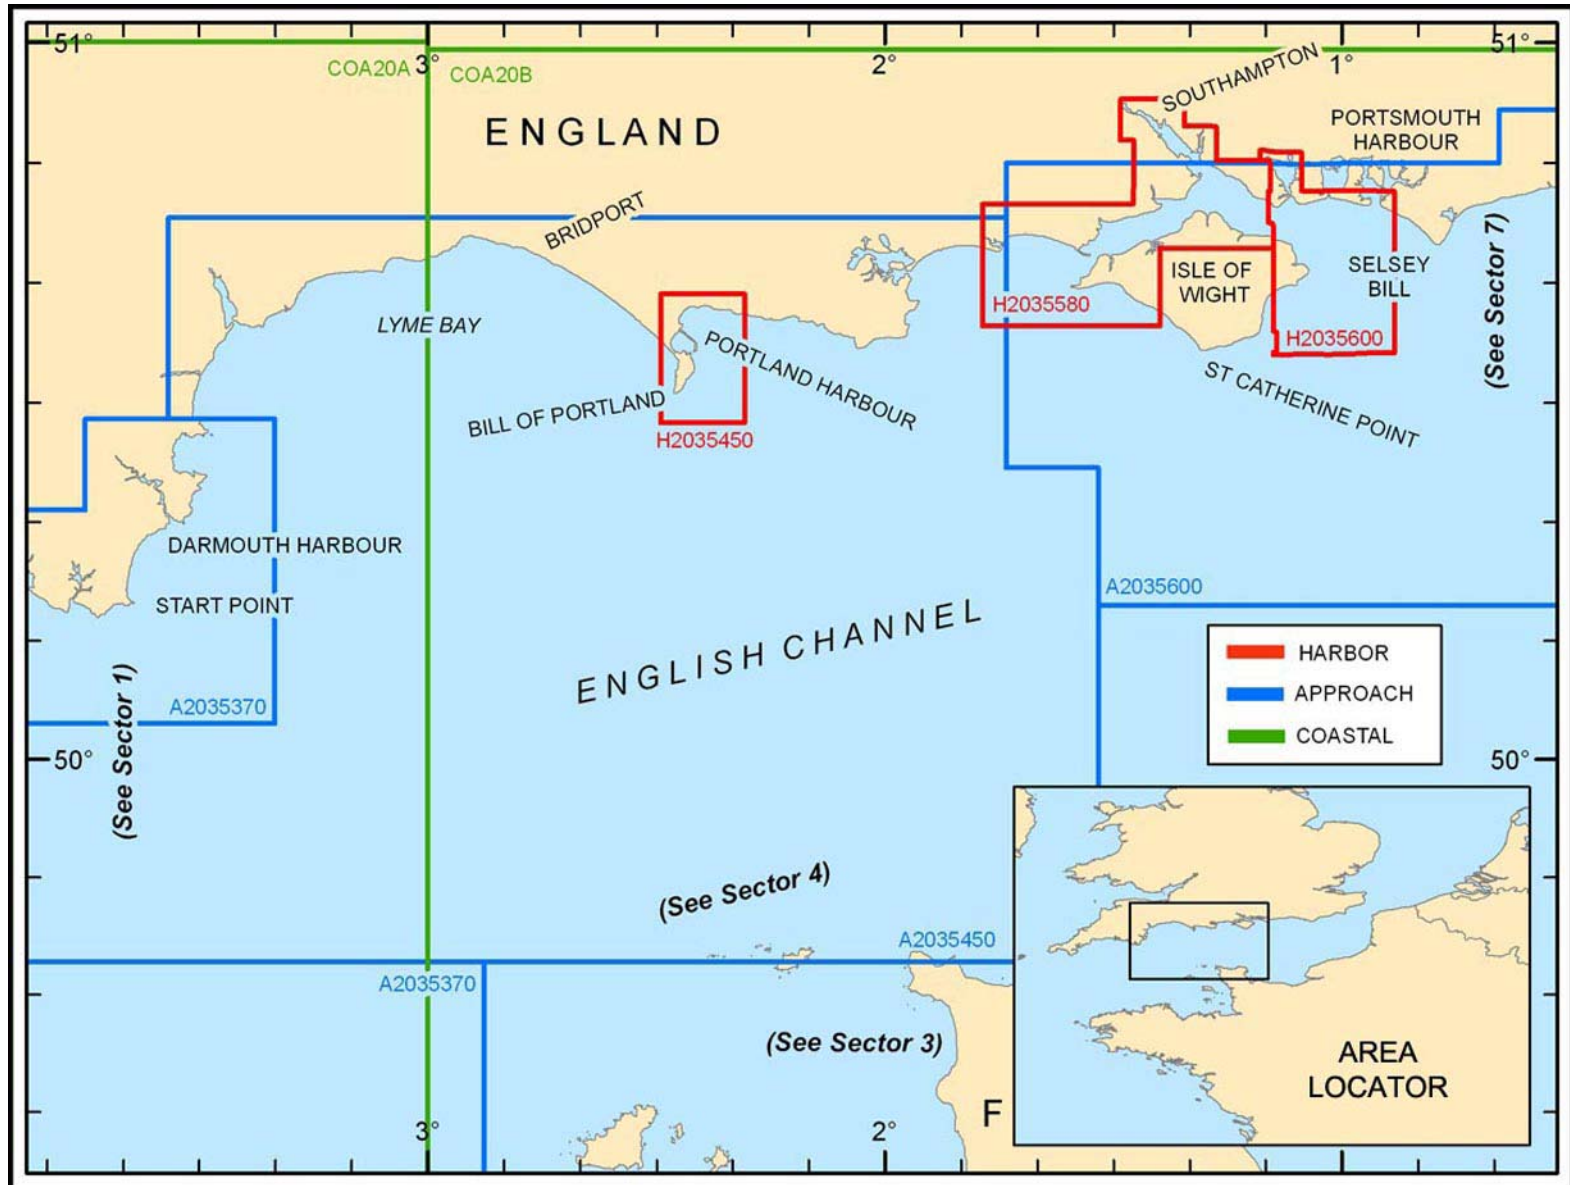 51°
3°
2°
1°
51°
COA20A
COA20B
SOUTHAMPTON
ENGLAND
PORTSMOUTH
HARBOUR
BRIDPORT
(See Sector 7)
ISLE OF
WIGHT
SELSEY
BILL
H2035580
LYME BAY
H2035600
PORTLAND HARBOUR
ST CATHERINE POINT
BILL OF PORTLAND
H2035450
DARMOUTH HARBOUR
START POINT
A2035600
ENGLISH CHANNEL
HARBOR
APPROACH
COASTAL
(See Sector 1)
A2035370
50°
50°
(See Sector 4)
A2035450
A2035370
(See Sector 3)
AREA
LOCATOR
F
3°
2°